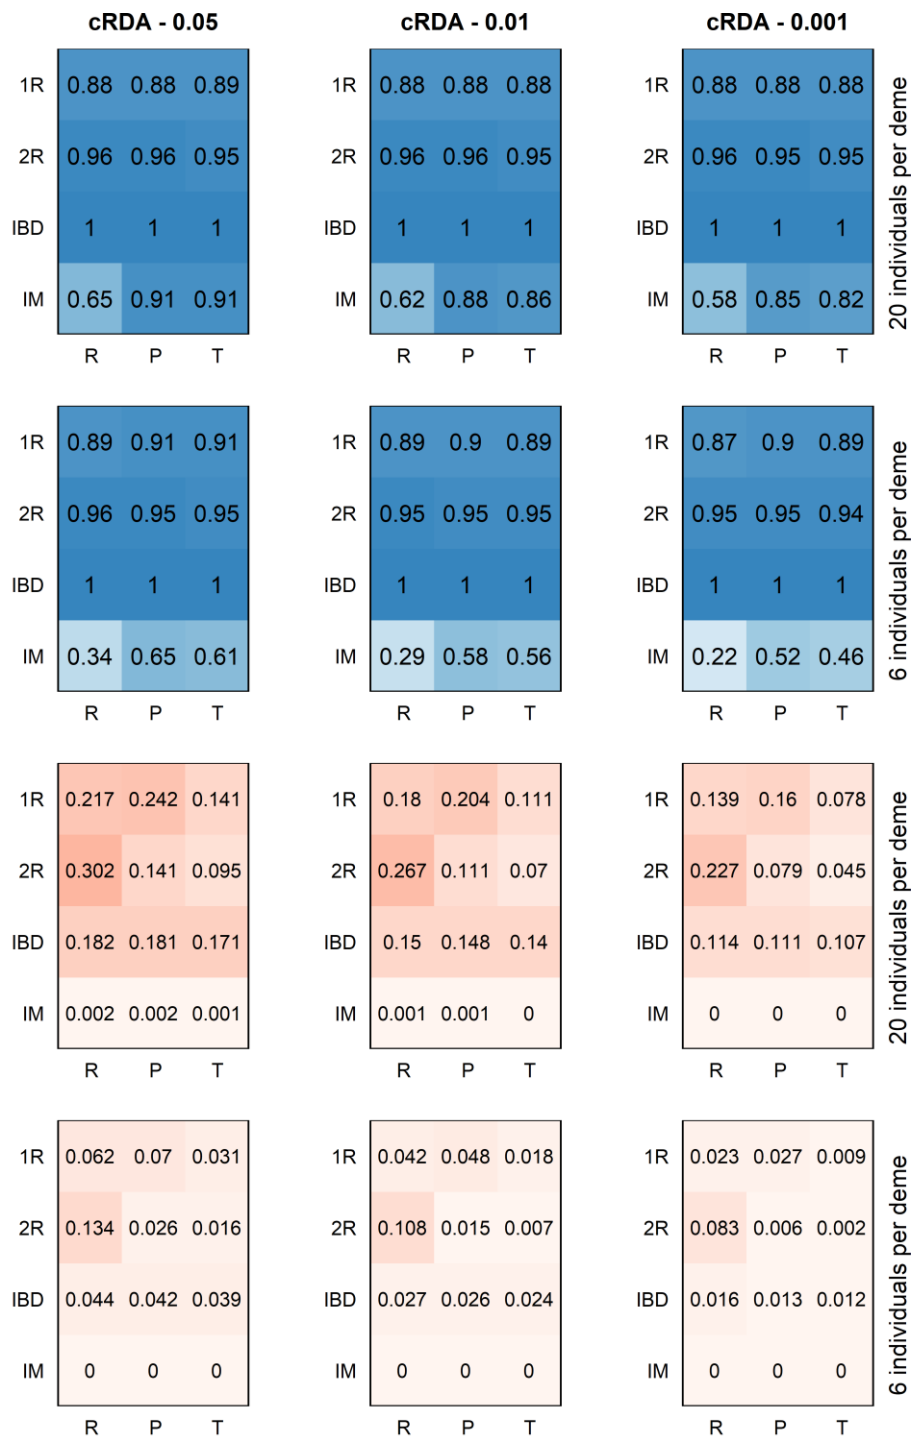 cRDA - 0.05 cRDA - 0.01 cRDA - 0.001
1R 0.88 0.88 0.89 1R 0.88 0.88 0.88 1R 0.88 0.88 0.88
2R 0.96 0.96 0.95 2R 0.96 0.96 0.95 2R 0.96 0.95 0.95
IBD 1 1 1 IBD 1 1 1 IBD 1 1 1
IM 0.65 0.91 0.91 IM 0.62 0.88 0.86 IM 0.58 0.85 0.82
R P T R P T R P T
20 individuals per deme
1R 0.89 0.91 0.91 1R 0.89 0.9 0.89 1R 0.87 0.9 0.89
2R 0.96 0.95 0.95 2R 0.95 0.95 0.95 2R 0.95 0.95 0.94
IBD 1 1 1 IBD 1 1 1 IBD 1 1 1
IM 0.34 0.65 0.61 IM 0.29 0.58 0.56 IM 0.22 0.52 0.46
R P T R P T R P T
6 individuals per deme
1R 0.217 0.242 0.141 1R 0.18 0.204 0.111 1R 0.139 0.16 0.078
2R 0.302 0.141 0.095 2R 0.267 0.111 0.07 2R 0.227 0.079 0.045
IBD 0.182 0.181 0.171 IBD 0.15 0.148 0.14 IBD 0.114 0.111 0.107
IM 0.002 0.002 0.001 IM 0.001 0.001 0 IM 0 0 0
R P T R P T R P T
20 individuals per deme
1R 0.062 0.07 0.031 1R 0.042 0.048 0.018 1R 0.023 0.027 0.009
2R 0.134 0.026 0.016 2R 0.108 0.015 0.007 2R 0.083 0.006 0.002
IBD 0.044 0.042 0.039 IBD 0.027 0.026 0.024 IBD 0.016 0.013 0.012
IM 0 0 0 IM 0 0 0 IM 0 0 0
R P T R P T R P T
6 individuals per deme